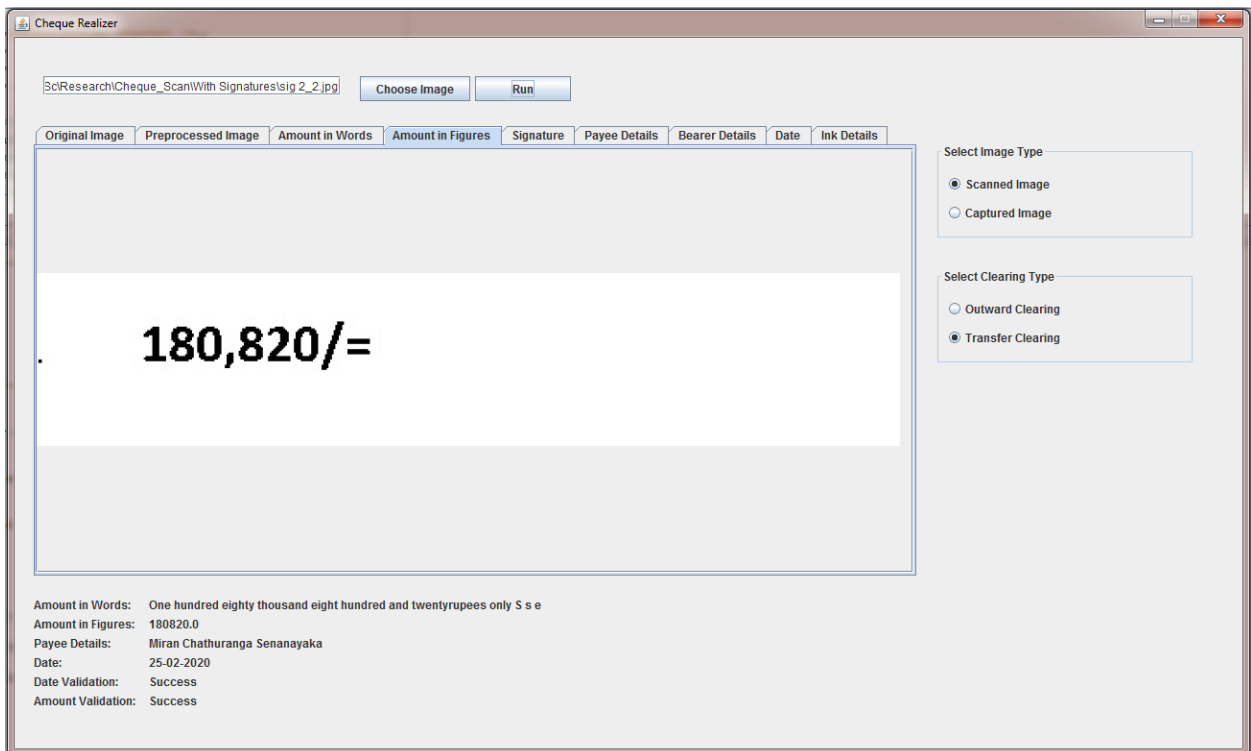 Cheque Realizer
Sc\Research\Cheque_Scan\With Signatures\sig 2_2.jpg Choose Image Run
Original Image Preprocessed Image Amount in Words Amount in Figures Signature Payee Details Bearer Details Date Ink Details
Select Image Type
Scanned Image
Captured Image
Select Clearing Type
Outward Clearing
Transfer Clearing
. 180,820/=
Amount in Words: One hundred eighty thousand eight hundred and twentyrupees only S s e
Amount in Figures: 180820.0
Payee Details: Miran Chathuranga Senanayaka
Date: 25-02-2020
Date Validation: Success
Amount Validation: Success